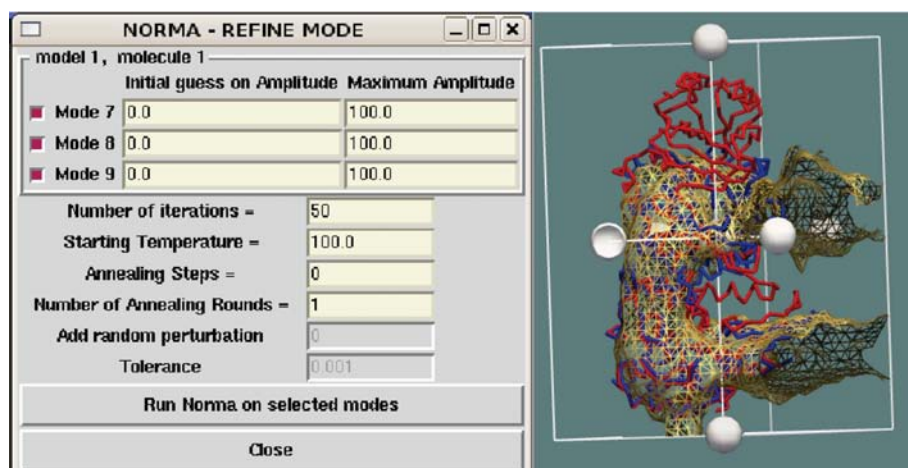 NORMA - REFINE MODE
model 1, molecule 1
Initial guess on Amplitude Maximum Amplitude
Mode 7 0.0 100.0
Mode 8 0.0 100.0
Mode 9 0.0 100.0
Number of iterations = 50
Starting Temperature = 100.0
Annealing Steps = 0
Number of Annealing Rounds = 1
Add random perturbation 0
Tolerance 0.001
Run Norma on selected modes
Close